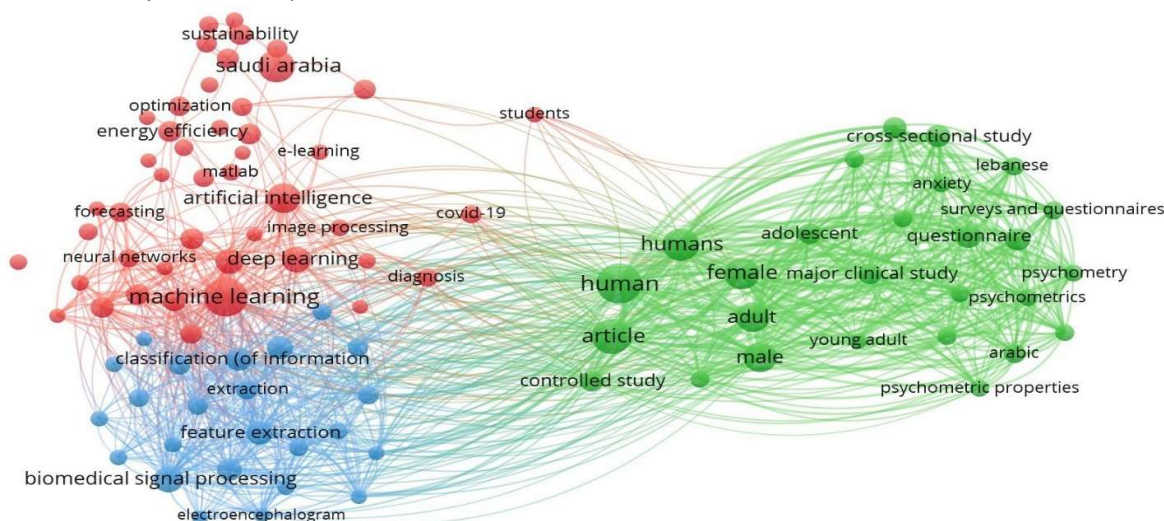 sustainability
saudi arabia
optimization
energy efficiency
e-learning
matlab
artificial intelligence
forecasting
image processing
neural networks
deep learning
machine learning
students
covid-19
diagnosis
classification (of information
extraction
feature extraction
biomedical signal processing
electroencephalogram
cross-sectional study
lebanese
anxiety
surveys and questionnaires
adolescent
questionnaire
humans
female
major clinical study
psychometry
human
psychometrics
adult
article
young adult
male
arabic
controlled study
psychometric properties